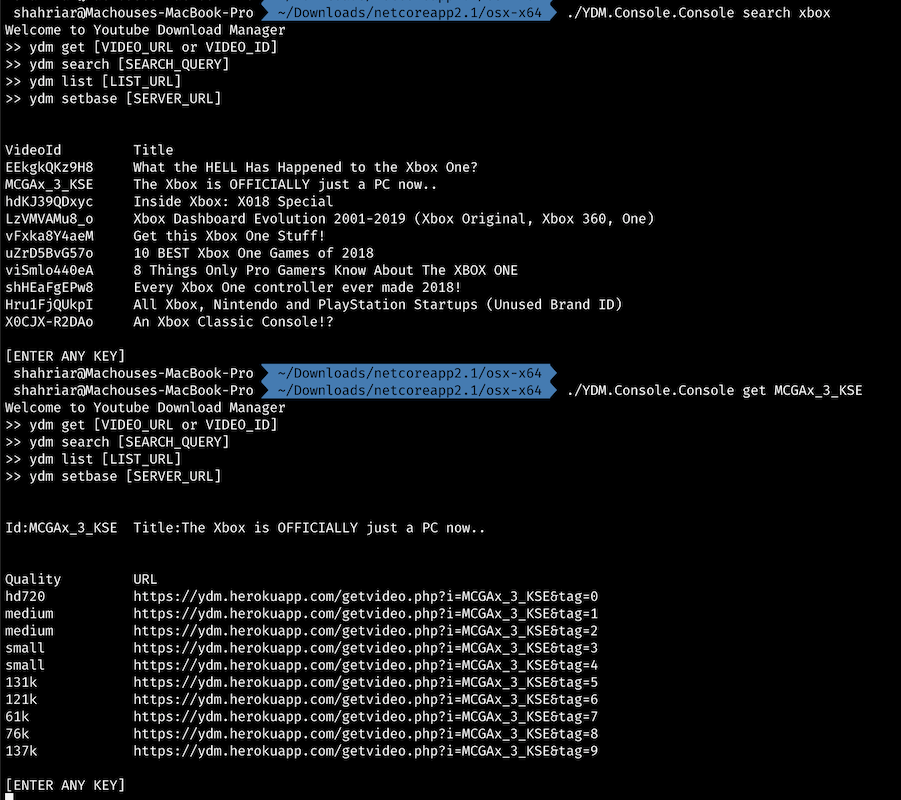 shahriar@Machouses-MacBook-Pro ~/Downloads/netcoreapp2.1/osx-x64 ./YDM.Console.Console search xbox
Welcome to Youtube Download Manager
>> ydm get [VIDEO_URL or VIDEO_ID]
>> ydm search [SEARCH_QUERY]
>> ydm list [LIST_URL]
>> ydm setbase [SERVER_URL]
VideoId Title
EEkgkQKz9H8 What the HELL Has Happened to the Xbox One?
MCGAx_3_KSE The Xbox is OFFICIALLY just a PC now..
hdKJ39QDxyc Inside Xbox: X018 Special
LzVMVAMu8_o Xbox Dashboard Evolution 2001-2019 (Xbox Original, Xbox 360, One)
vFxka8Y4aeM Get this Xbox One Stuff!
uZrD5BvG57o 10 BEST Xbox One Games of 2018
viSmlo440eA 8 Things Only Pro Gamers Know About The XBOX ONE
shHEaFgEPw8 Every Xbox One controller ever made 2018!
Hru1FjQUkpI All Xbox, Nintendo and PlayStation Startups (Unused Brand ID)
X0CJX-R2DAo An Xbox Classic Console!?
[ENTER ANY KEY]
shahriar@Machouses-MacBook-Pro ~/Downloads/netcoreapp2.1/osx-x64
shahriar@Machouses-MacBook-Pro ~/Downloads/netcoreapp2.1/osx-x64 ./YDM.Console.Console get MCGAx_3_KSE
Welcome to Youtube Download Manager
>> ydm get [VIDEO_URL or VIDEO_ID]
>> ydm search [SEARCH_QUERY]
>> ydm list [LIST_URL]
>> ydm setbase [SERVER_URL]
Id:MCGAx_3_KSE Title:The Xbox is OFFICIALLY just a PC now..
Quality URL
hd720 https://ydm.herokuapp.com/getvideo.php?i=MCGAx_3_KSE&tag=0
medium https://ydm.herokuapp.com/getvideo.php?i=MCGAx_3_KSE&tag=1
medium https://ydm.herokuapp.com/getvideo.php?i=MCGAx_3_KSE&tag=2
small https://ydm.herokuapp.com/getvideo.php?i=MCGAx_3_KSE&tag=3
small https://ydm.herokuapp.com/getvideo.php?i=MCGAx_3_KSE&tag=4
131k https://ydm.herokuapp.com/getvideo.php?i=MCGAx_3_KSE&tag=5
121k https://ydm.herokuapp.com/getvideo.php?i=MCGAx_3_KSE&tag=6
61k https://ydm.herokuapp.com/getvideo.php?i=MCGAx_3_KSE&tag=7
76k https://ydm.herokuapp.com/getvideo.php?i=MCGAx_3_KSE&tag=8
137k https://ydm.herokuapp.com/getvideo.php?i=MCGAx_3_KSE&tag=9
[ENTER ANY KEY]